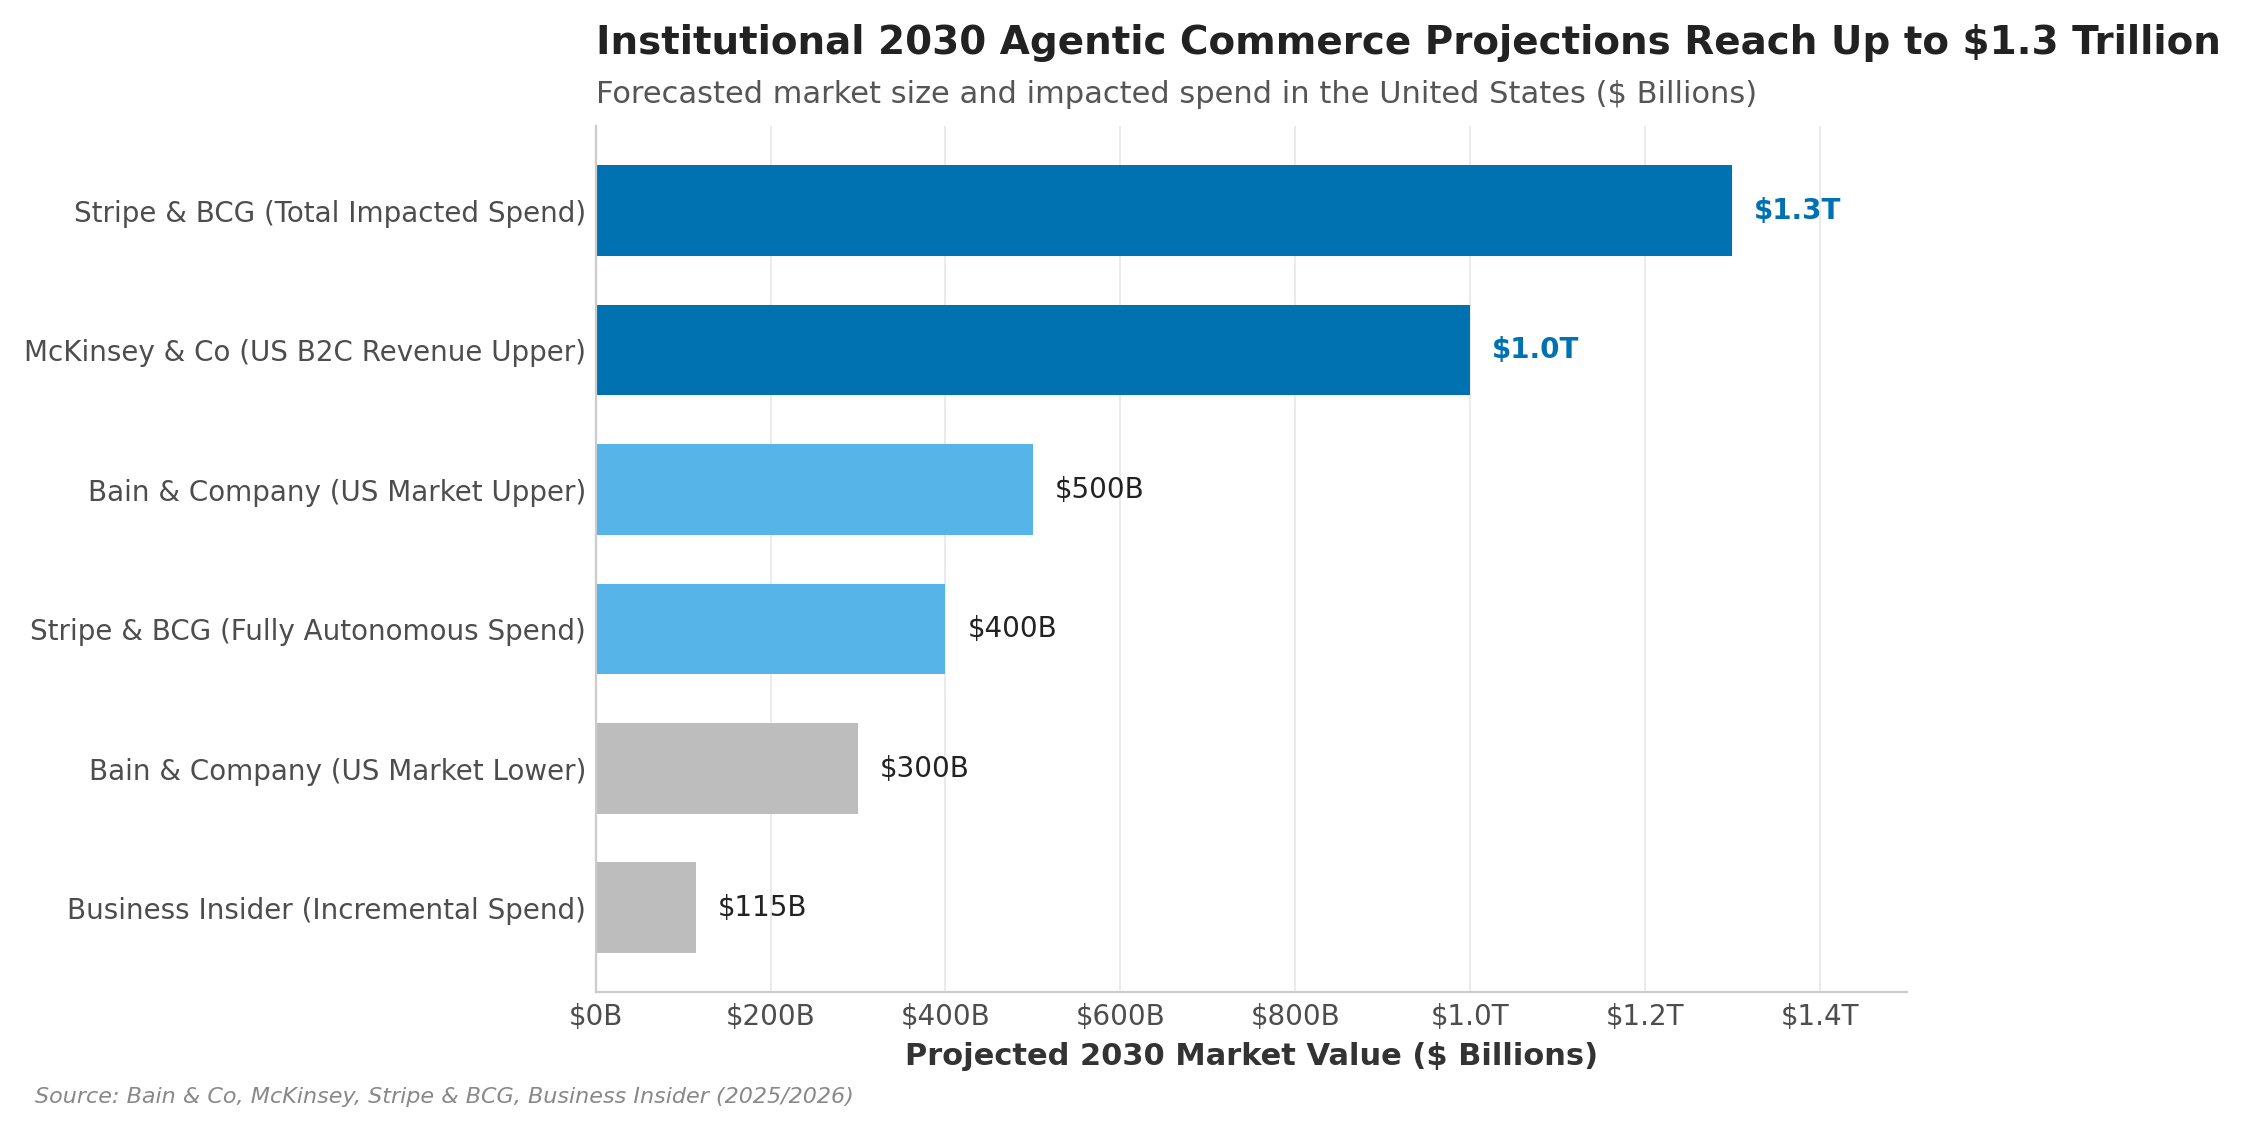 Institutional 2030 Agentic Commerce Projections Reach Up to $1.3 Trillion
Forecasted market size and impacted spend in the United States ($ Billions)
Stripe & BCG (Total Impacted Spend)
$1.3T
McKinsey & Co (US B2C Revenue Upper)
$1.0T
Bain & Company (US Market Upper)
$500B
Stripe & BCG (Fully Autonomous Spend)
$400B
Bain & Company (US Market Lower)
$300B
Business Insider (Incremental Spend)
$115B
$0B $200B $400B $600B $800B $1.0T $1.2T $1.4T
Projected 2030 Market Value ($ Billions)
Source: Bain & Co, McKinsey, Stripe & BCG, Business Insider (2025/2026)